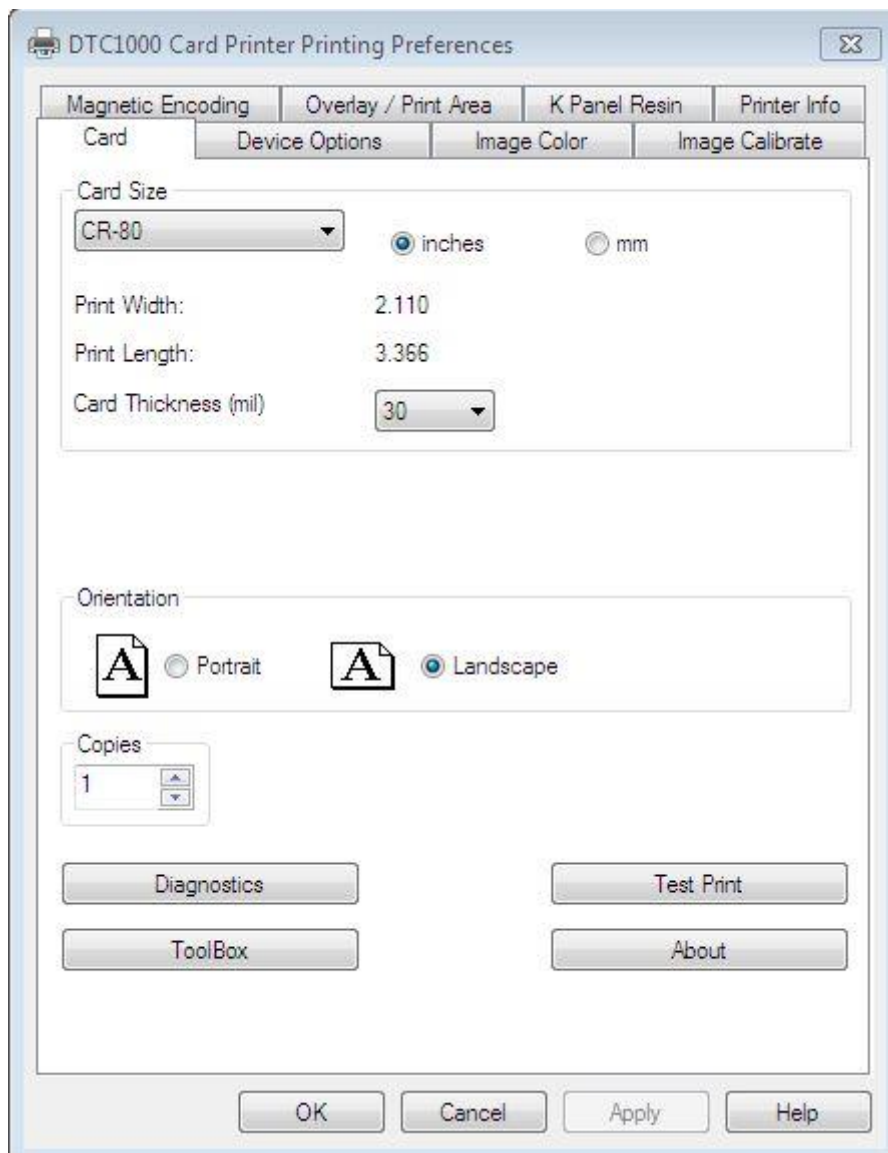 DTC1000 Card Printer Printing Preferences
Magnetic Encoding Overlay / Print Area K Panel Resin Printer Info
Card Device Options Image Color Image Calibrate
Card Size
CR-80 inches mm
Print Width: 2.110
Print Length: 3.366
Card Thickness (mil) 30
Orientation
A Portrait A Landscape
Copies
1
Diagnostics Test Print
ToolBox About
OK Cancel Apply Help